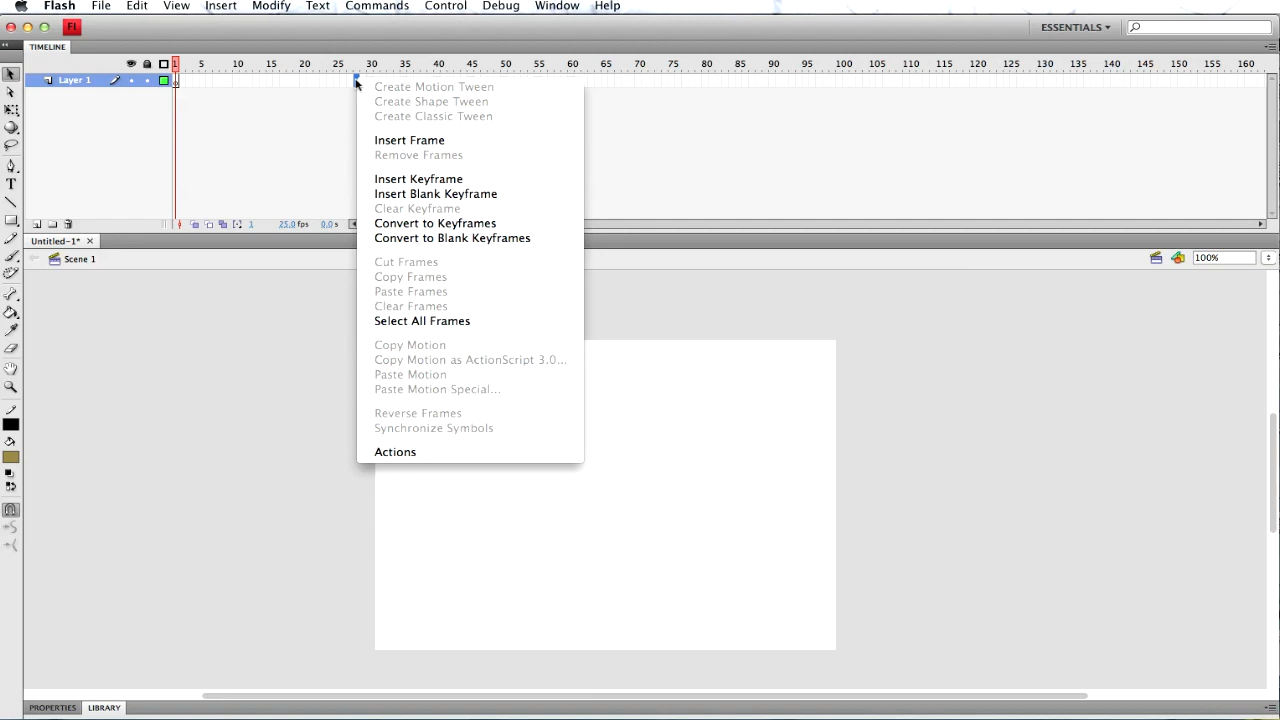 Flash File Edit View Insert Modify Text Commands Control Debug Window Help
Fl ESSENTIALS
TIMELINE
1 5 10 15 20 25 30 35 40 45 50 55 60 65 70 75 80 85 90 95 100 105 110 115 120 125 130 135 140 145 150 155 160
Layer 1
Create Motion Tween
Create Shape Tween
Create Classic Tween
Insert Frame
Remove Frames
Insert Keyframe
Insert Blank Keyframe
Clear Keyframe
Convert to Keyframes
Convert to Blank Keyframes
Cut Frames
Copy Frames
Paste Frames
Clear Frames
Select All Frames
Copy Motion
Copy Motion as ActionScript 3.0...
Paste Motion
Paste Motion Special...
Reverse Frames
Synchronize Symbols
Actions
1 25.0 fps 0.0 s
Untitled-1*
Scene 1
100%
T
PROPERTIES LIBRARY